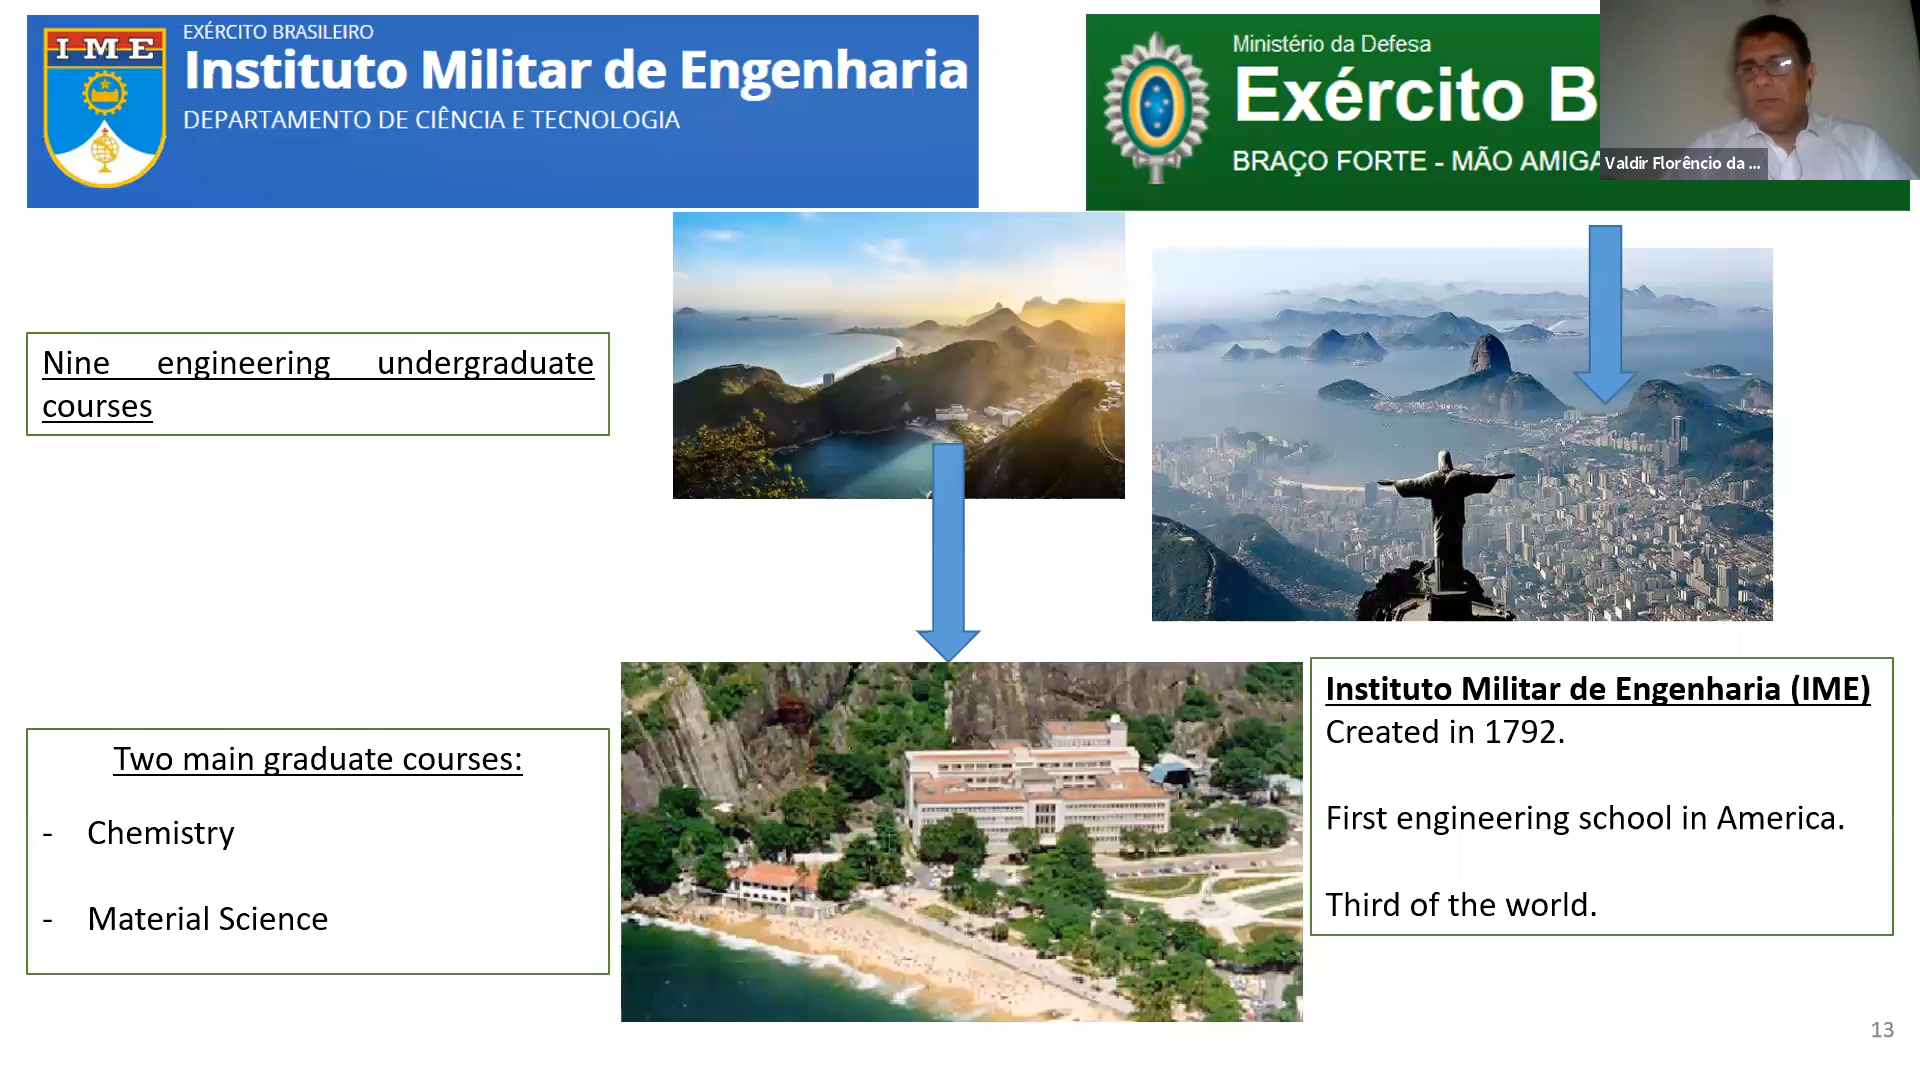 IME
EXÉRCITO BRASILEIRO
Instituto Militar de Engenharia
DEPARTAMENTO DE CIÊNCIA E TECNOLOGIA
Ministério da Defesa
Exército B
BRAÇO FORTE - MÃO AMIGA
Valdir Florêncio da ...
Nine engineering undergraduate
courses
Two main graduate courses:
- Chemistry
- Material Science
Instituto Militar de Engenharia (IME)
Created in 1792.
First engineering school in America.
Third of the world.
13